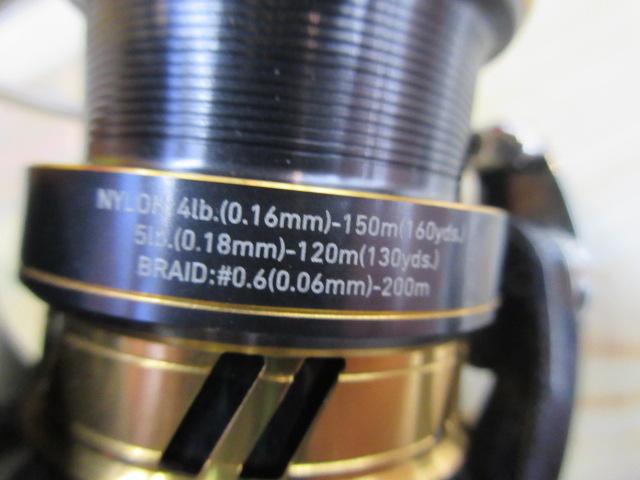 NYLON:4lb.(0.16mm)-150m(160yds.)
5lb.(0.18mm)-120m(130yds.)
BRAID:#0.6(0.06mm)-200m